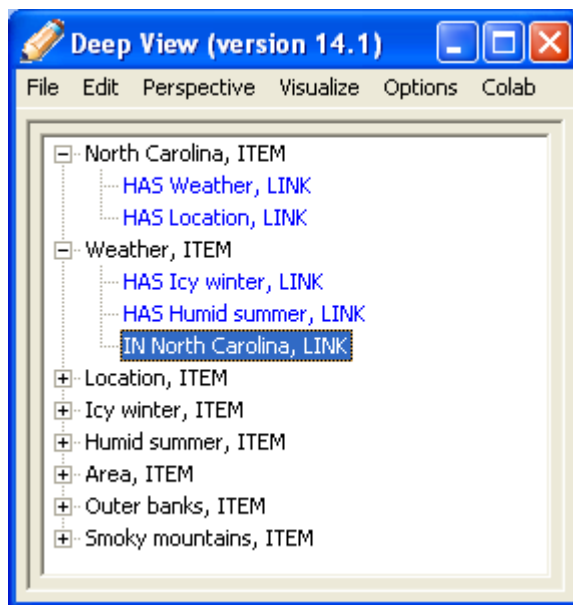 Deep View (version 14.1)
File Edit Perspective Visualize Options Colab
North Carolina, ITEM
HAS Weather, LINK
HAS Location, LINK
Weather, ITEM
HAS Icy winter, LINK
HAS Humid summer, LINK
IN North Carolina, LINK
Location, ITEM
Icy winter, ITEM
Humid summer, ITEM
Area, ITEM
Outer banks, ITEM
Smoky mountains, ITEM